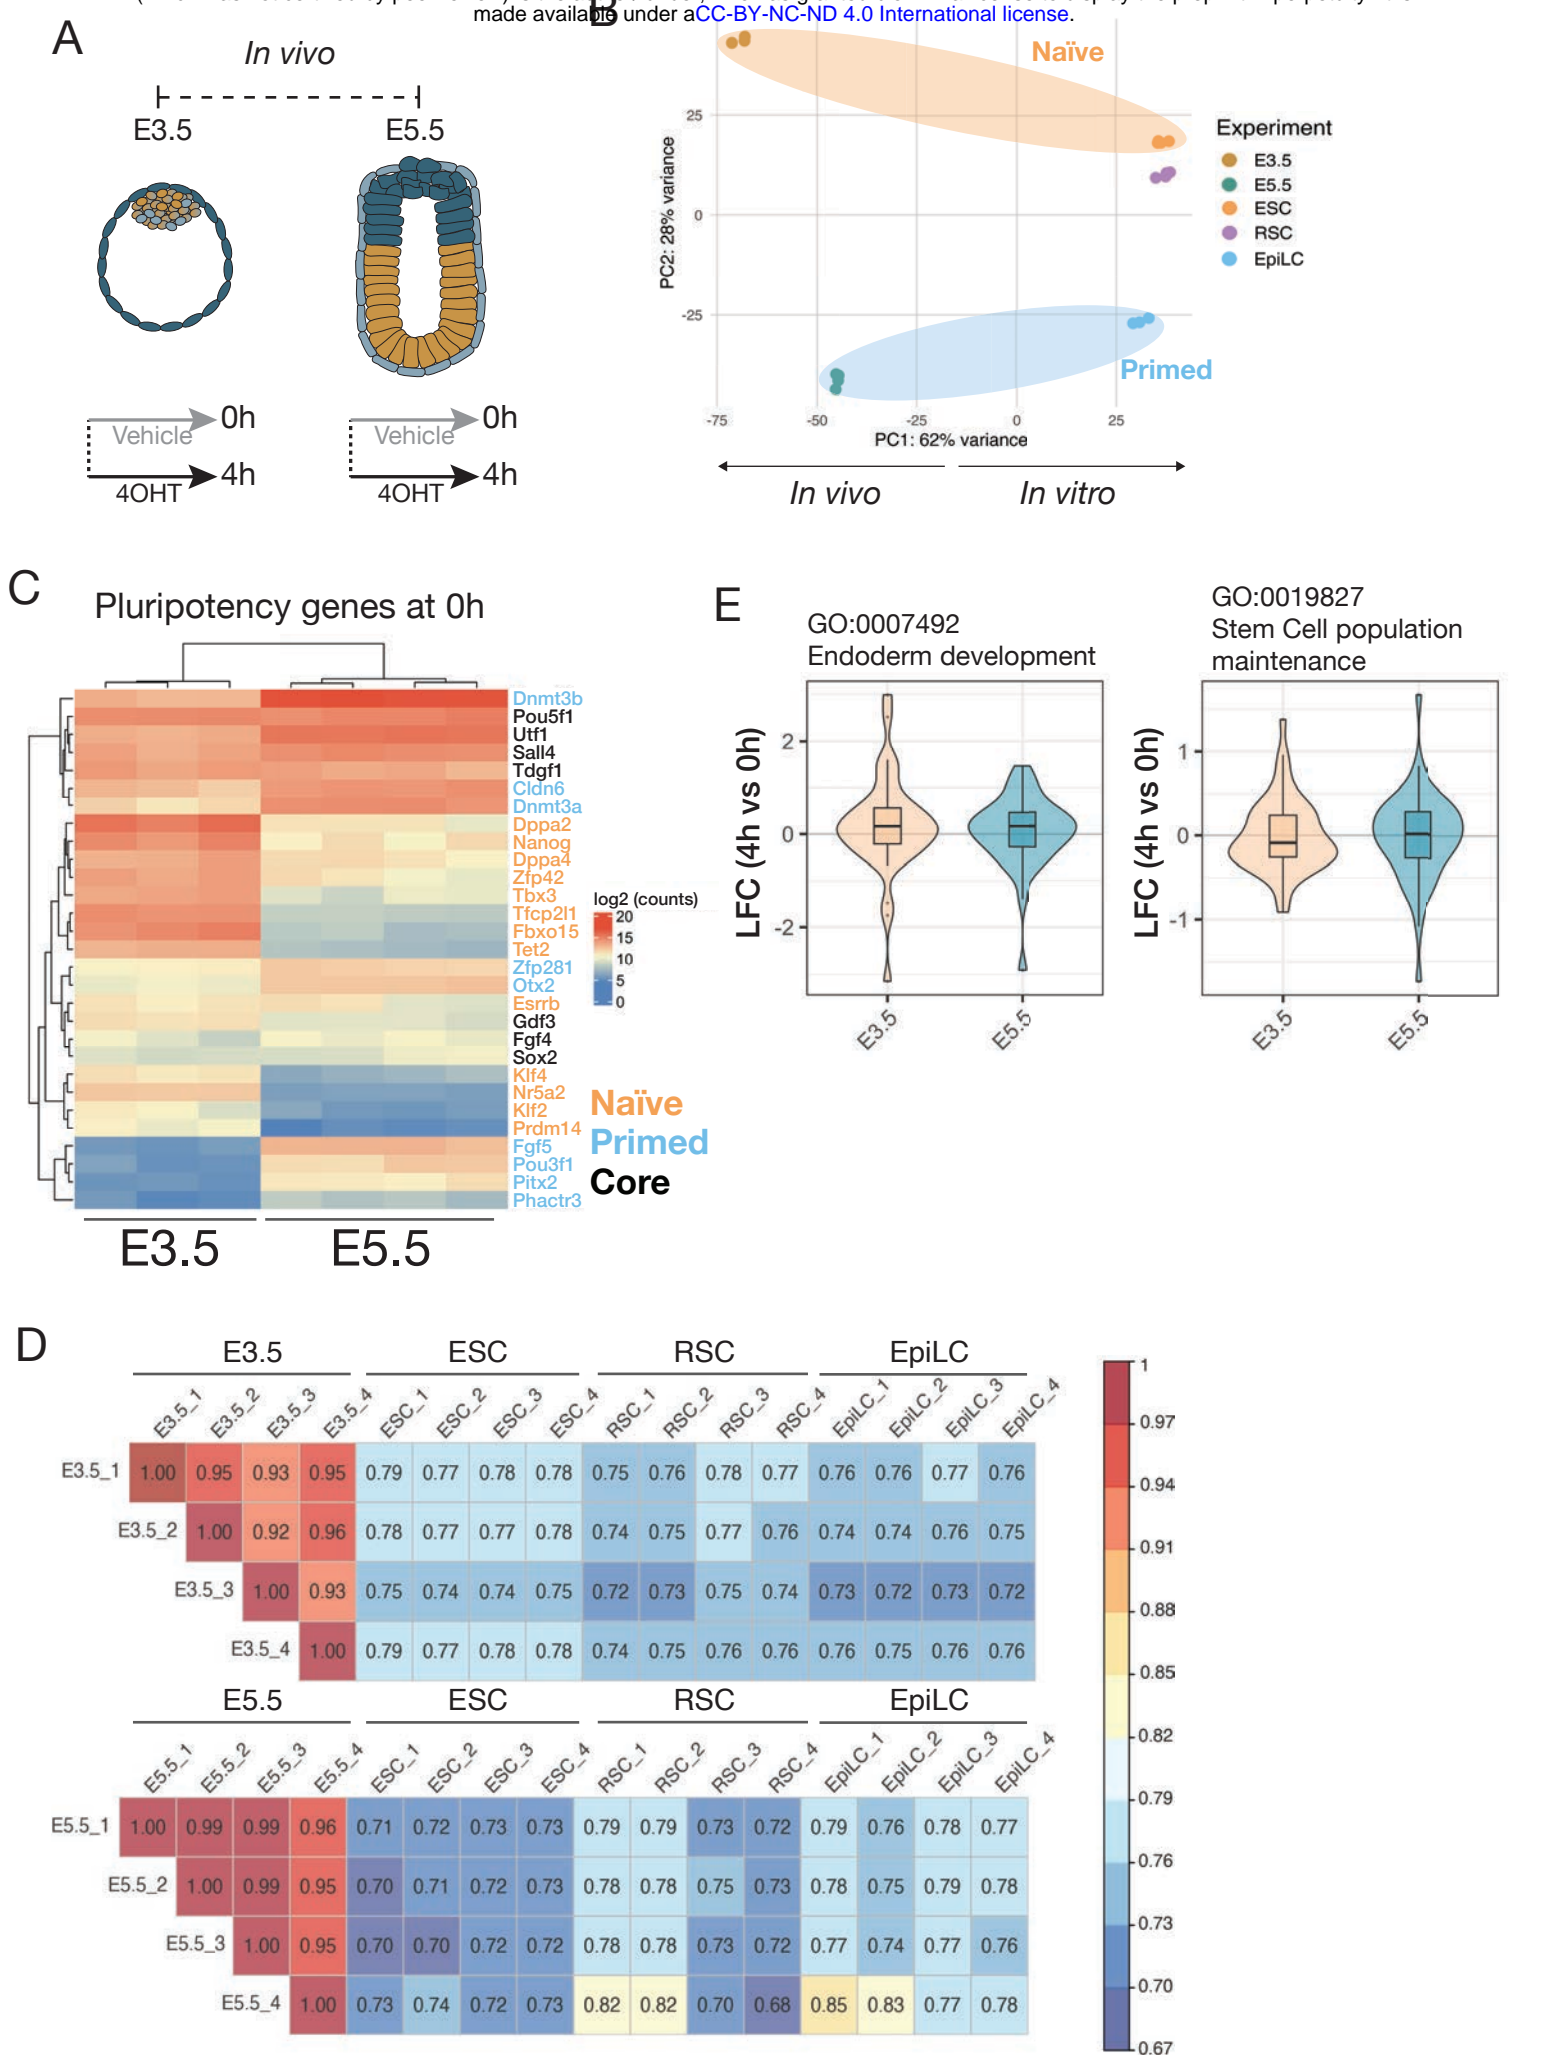 made available under aCC-BY-NC-ND 4.0 International license.
A
In vivo
E3.5
E5.5
Vehicle
0h
4OHT
4h
Vehicle
0h
4OHT
4h
B
Naïve
Primed
PC2: 28% variance
25
0
-25
-75
-50
-25
0
25
PC1: 62% variance
In vivo
In vitro
Experiment
E3.5
E5.5
ESC
RSC
EpiLC
C
Pluripotency genes at 0h
Dnmt3b
Pou5f1
Utf1
Sall4
Tdgf1
Cldn6
Dnmt3a
Dppa2
Nanog
Dppa4
Zfp42
Tbx3
Tfcp2l1
Fbxo15
Tet2
Zfp281
Otx2
Esrrb
Gdf3
Fgf4
Sox2
Klf4
Nr5a2
Klf2
Prdm14
Fgf5
Pou3f1
Pitx2
Phactr3
log2 (counts)
20
15
10
5
0
Naïve
Primed
Core
E3.5
E5.5
E
GO:0007492
Endoderm development
LFC (4h vs 0h)
2
0
-2
E3.5
E5.5
GO:0019827
Stem Cell population
maintenance
LFC (4h vs 0h)
1
0
-1
E3.5
E5.5
D
E3.5 ESC RSC EpiLC
E3.5_1 E3.5_2 E3.5_3 E3.5_4 ESC_1 ESC_2 ESC_3 ESC_4 RSC_1 RSC_2 RSC_3 RSC_4 EpiLC_1 EpiLC_2 EpiLC_3 EpiLC_4
E3.5_1 1.00 0.95 0.93 0.95 0.79 0.77 0.78 0.78 0.75 0.76 0.78 0.77 0.76 0.76 0.77 0.76
E3.5_2 1.00 0.92 0.96 0.78 0.77 0.77 0.78 0.74 0.75 0.77 0.76 0.74 0.74 0.76 0.75
E3.5_3 1.00 0.93 0.75 0.74 0.74 0.75 0.72 0.73 0.75 0.74 0.73 0.72 0.73 0.72
E3.5_4 1.00 0.79 0.77 0.78 0.78 0.74 0.75 0.76 0.76 0.76 0.75 0.76 0.76
E5.5 ESC RSC EpiLC
E5.5_1 E5.5_2 E5.5_3 E5.5_4 ESC_1 ESC_2 ESC_3 ESC_4 RSC_1 RSC_2 RSC_3 RSC_4 EpiLC_1 EpiLC_2 EpiLC_3 EpiLC_4
E5.5_1 1.00 0.99 0.99 0.96 0.71 0.72 0.73 0.73 0.79 0.79 0.73 0.72 0.79 0.76 0.78 0.77
E5.5_2 1.00 0.99 0.95 0.70 0.71 0.72 0.73 0.78 0.78 0.75 0.73 0.78 0.75 0.79 0.78
E5.5_3 1.00 0.95 0.70 0.70 0.72 0.72 0.78 0.78 0.73 0.72 0.77 0.74 0.77 0.76
E5.5_4 1.00 0.73 0.74 0.72 0.73 0.82 0.82 0.70 0.68 0.85 0.83 0.77 0.78
1
0.97
0.94
0.91
0.88
0.85
0.82
0.79
0.76
0.73
0.70
0.67